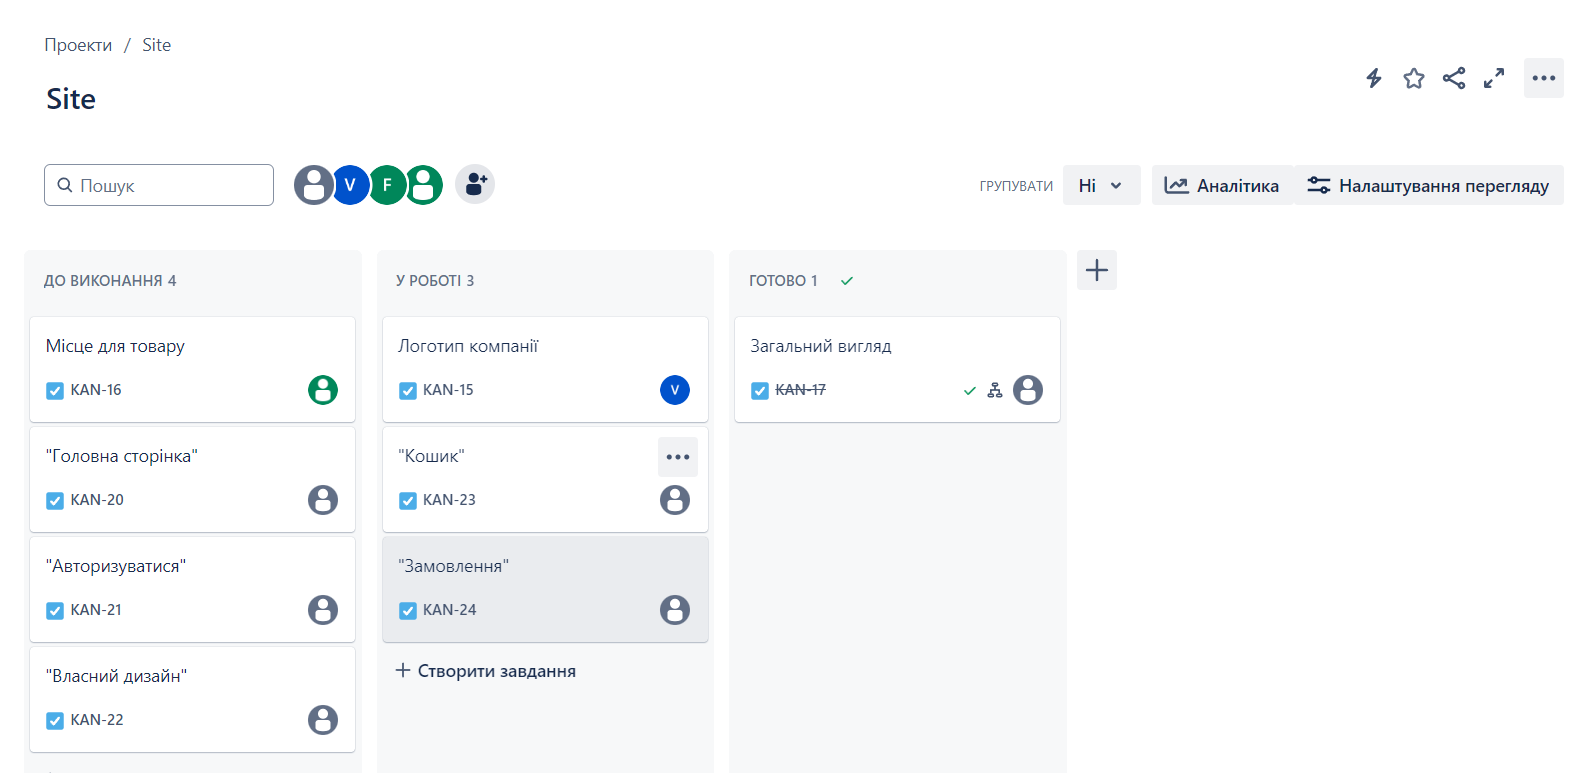 Проекти / Site
Site
Пошук
V
F
ГРУПУВАТИ
Ні
Аналітика
Налаштування перегляду
ДО ВИКОНАННЯ 4
Місце для товару
KAN-16
"Головна сторінка"
KAN-20
"Авторизуватися"
KAN-21
"Власний дизайн"
KAN-22
У РОБОТІ 3
Логотип компанії
KAN-15
V
"Кошик"
KAN-23
"Замовлення"
KAN-24
Створити завдання
ГОТОВО 1
Загальний вигляд
KAN-17